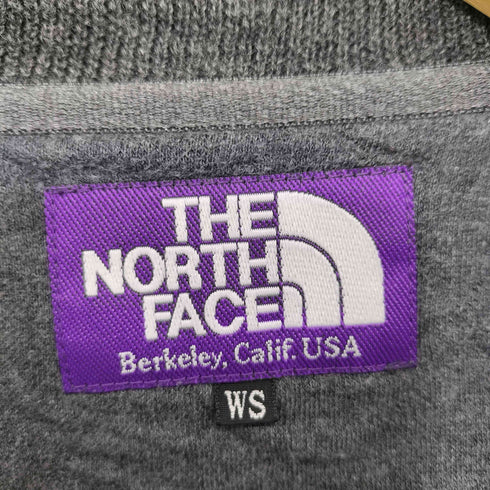 THE
NORTH
FACE
Berkeley, Calif. USA
WS